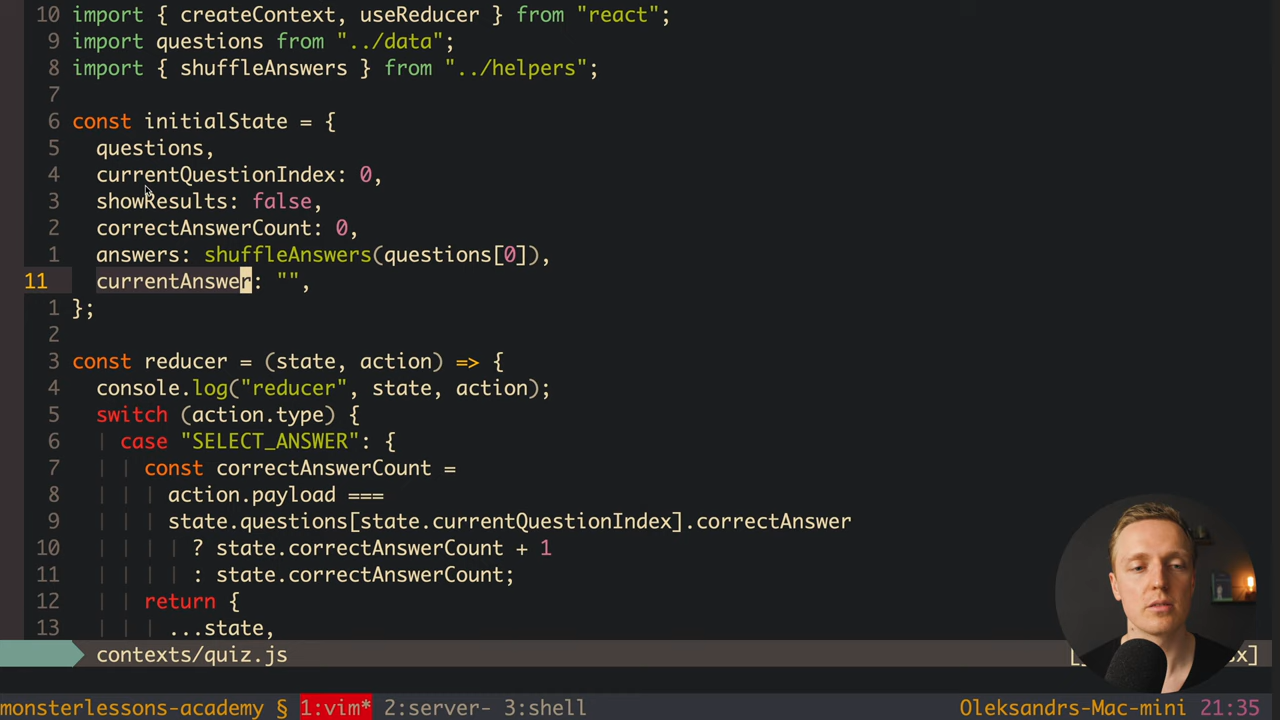 10 import { createContext, useReducer } from "react";
9 import questions from "../data";
8 import { shuffleAnswers } from "../helpers";
7
6 const initialState = {
5 questions,
4 currentQuestionIndex: 0,
3 showResults: false,
2 correctAnswerCount: 0,
1 answers: shuffleAnswers(questions[0]),
11 currentAnswer: "",
1 };
2
3 const reducer = (state, action) => {
4 console.log("reducer", state, action);
5 switch (action.type) {
6 case "SELECT_ANSWER": {
7 const correctAnswerCount =
8 action.payload ===
9 state.questions[state.currentQuestionIndex].correctAnswer
10 ? state.correctAnswerCount + 1
11 : state.correctAnswerCount;
12 return {
13 ...state,
contexts/quiz.js
monsterlessons-academy § 1:vim* 2:server- 3:shell Oleksandrs-Mac-mini 21:35